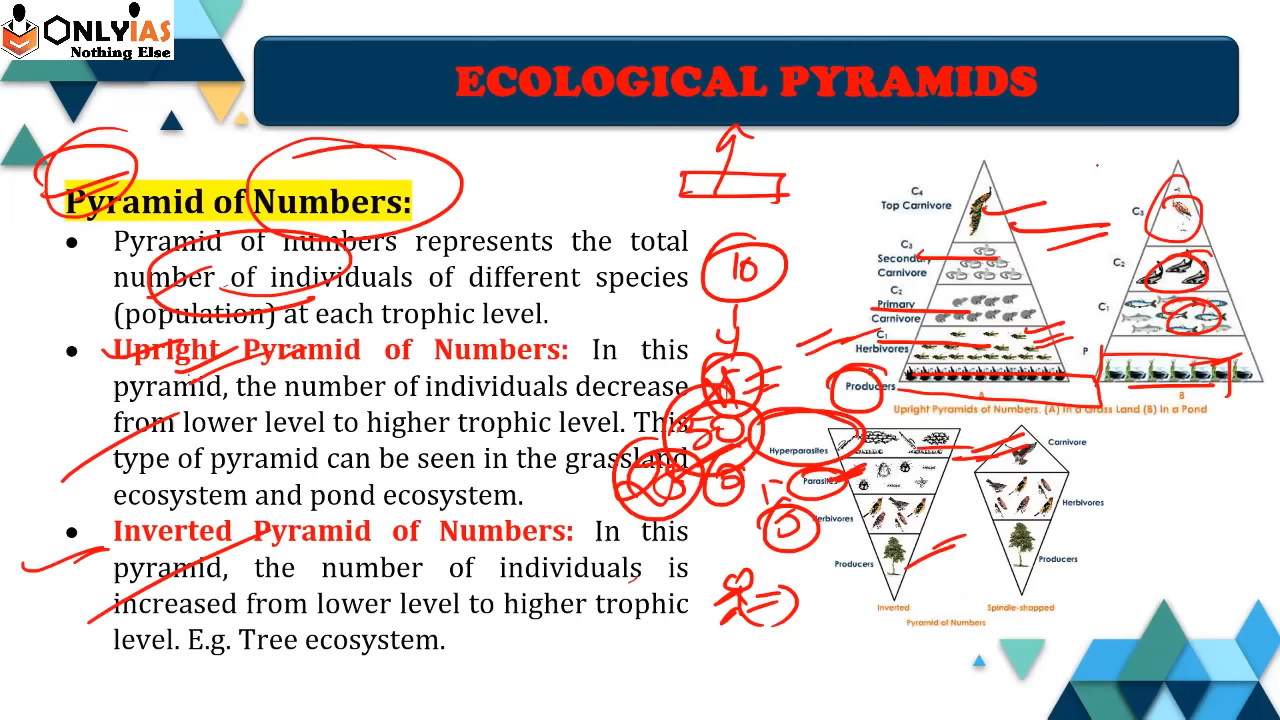 ONLYIAS
Nothing Else
ECOLOGICAL PYRAMIDS
Pyramid of Numbers:
• Pyramid of numbers represents the total
number of individuals of different species
(population) at each trophic level.
• Upright Pyramid of Numbers: In this
pyramid, the number of individuals decrease
from lower level to higher trophic level. This
type of pyramid can be seen in the grassland
ecosystem and pond ecosystem.
• Inverted Pyramid of Numbers: In this
pyramid, the number of individuals is
increased from lower level to higher trophic
level. E.g. Tree ecosystem.
10
50
C4
Top Carnivore
C3
Secondary
Carnivore
C2
Primary
Carnivore
C1
Herbivores
Producers
A
C3
C2
C1
P
B
Upright Pyramids of Numbers. (A) In a Grass Land (B) In a Pond
Hyperparasites
Parasites
Herbivores
Producers
Inverted
Carnivore
Herbivores
Producers
Spindle-shapped
Pyramid of Numbers